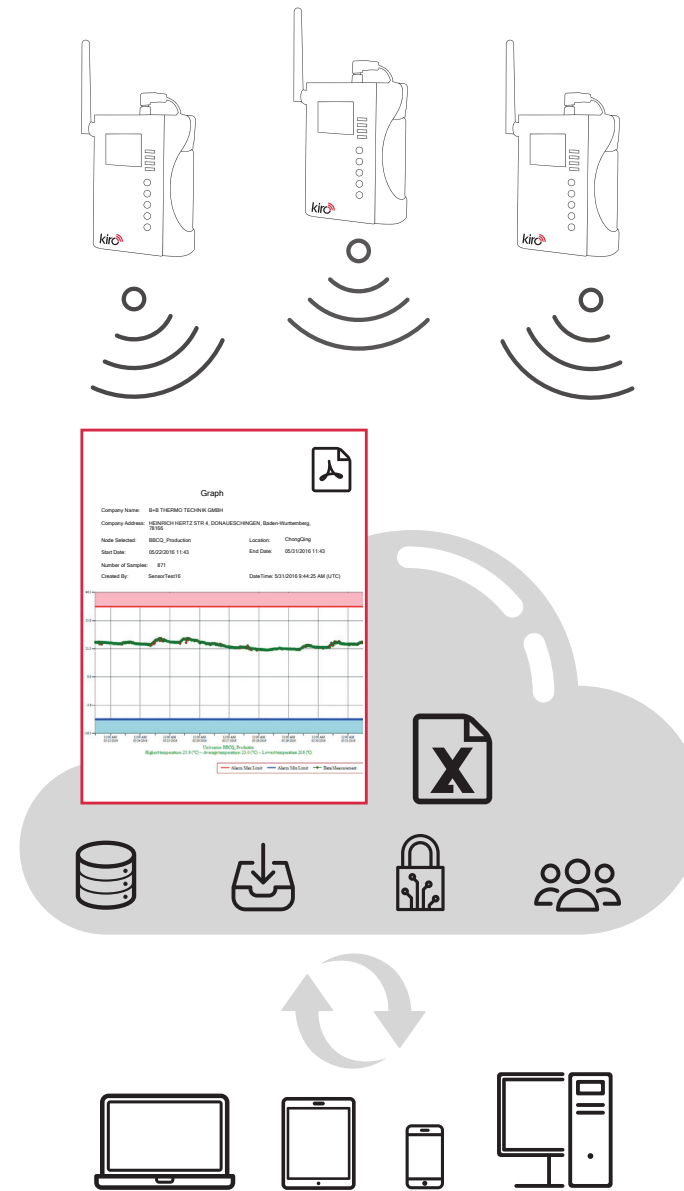 kiro
kiro
kiro
Graph
Company Name: B+B THERMO TECHNIK GMBH
Company Address: HEINRICH HERTZ STR 4, DONAUESCHINGEN, Baden-Wurttemberg,
78166
Node Selected: BBCQ_Production Location: ChongQing
Start Date: 05/22/2016 11:43 End Date: 05/31/2016 11:43
Number of Samples: 871
Created By: SensorTest16 DateTime: 5/31/2016 9:44:25 AM (UTC)
Alarm Max Limit Alarm Min Limit Data Measurement
X